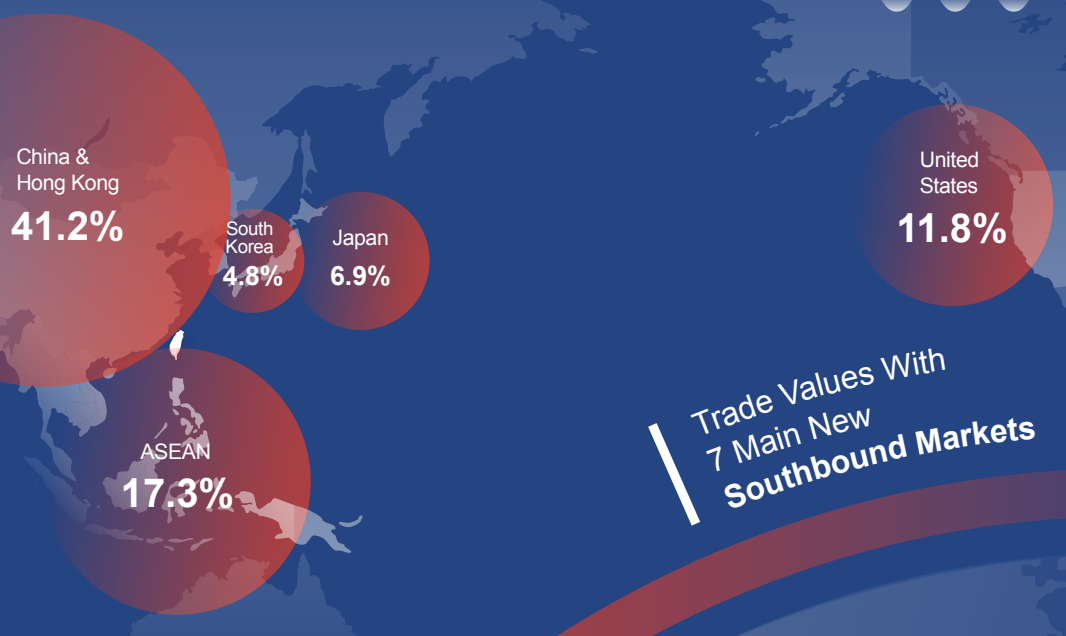 China &
Hong Kong
41.2%
South
Korea
4.8%
Japan
6.9%
United
States
11.8%
ASEAN
17.3%
Trade Values With
7 Main New
Southbound Markets